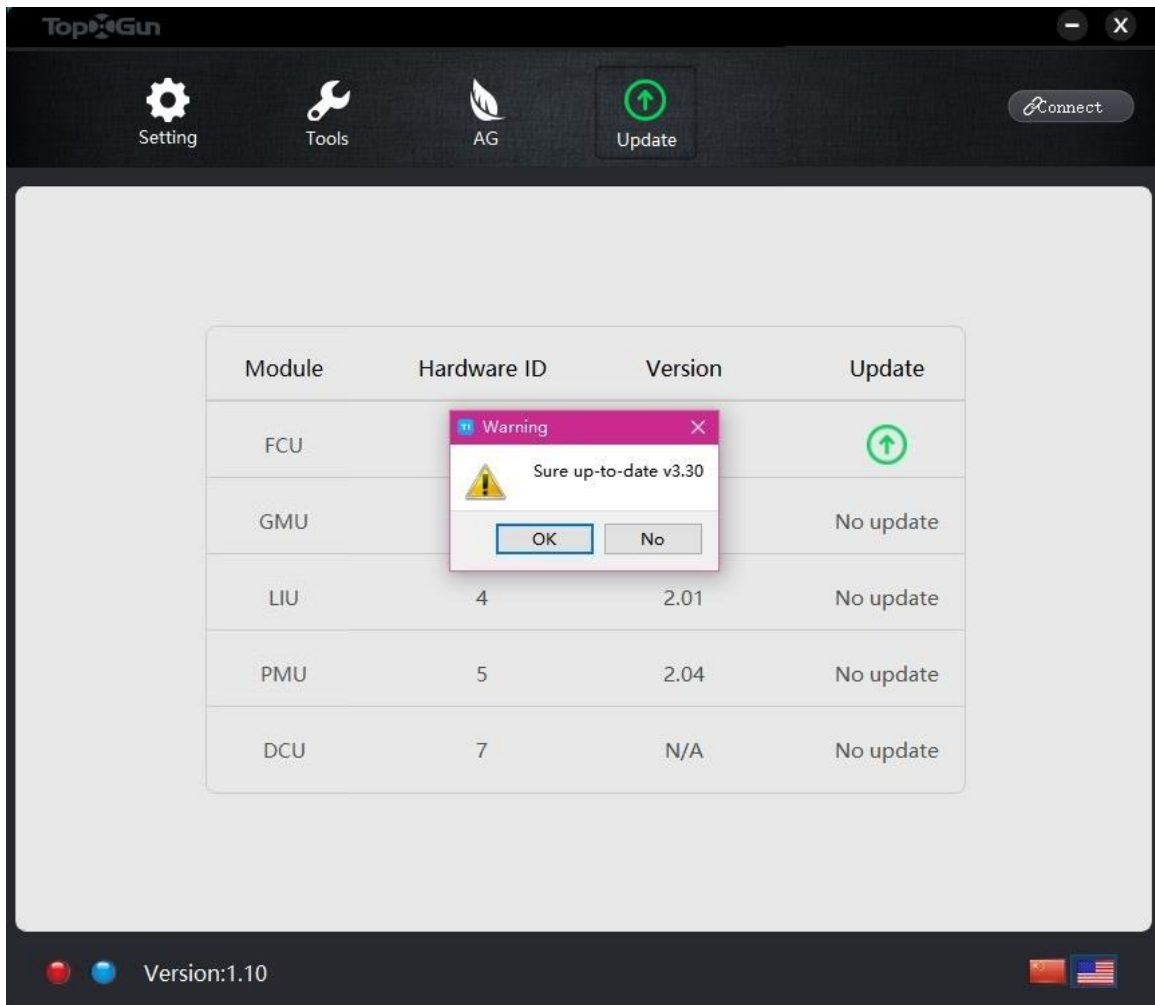 TopGun
- X
Setting Tools AG Update Connect
Module Hardware ID Version Update
Warning
FCU
Sure up-to-date v3.30
GMU No update
OK No
LIU 4 2.01 No update
PMU 5 2.04 No update
DCU 7 N/A No update
Version:1.10